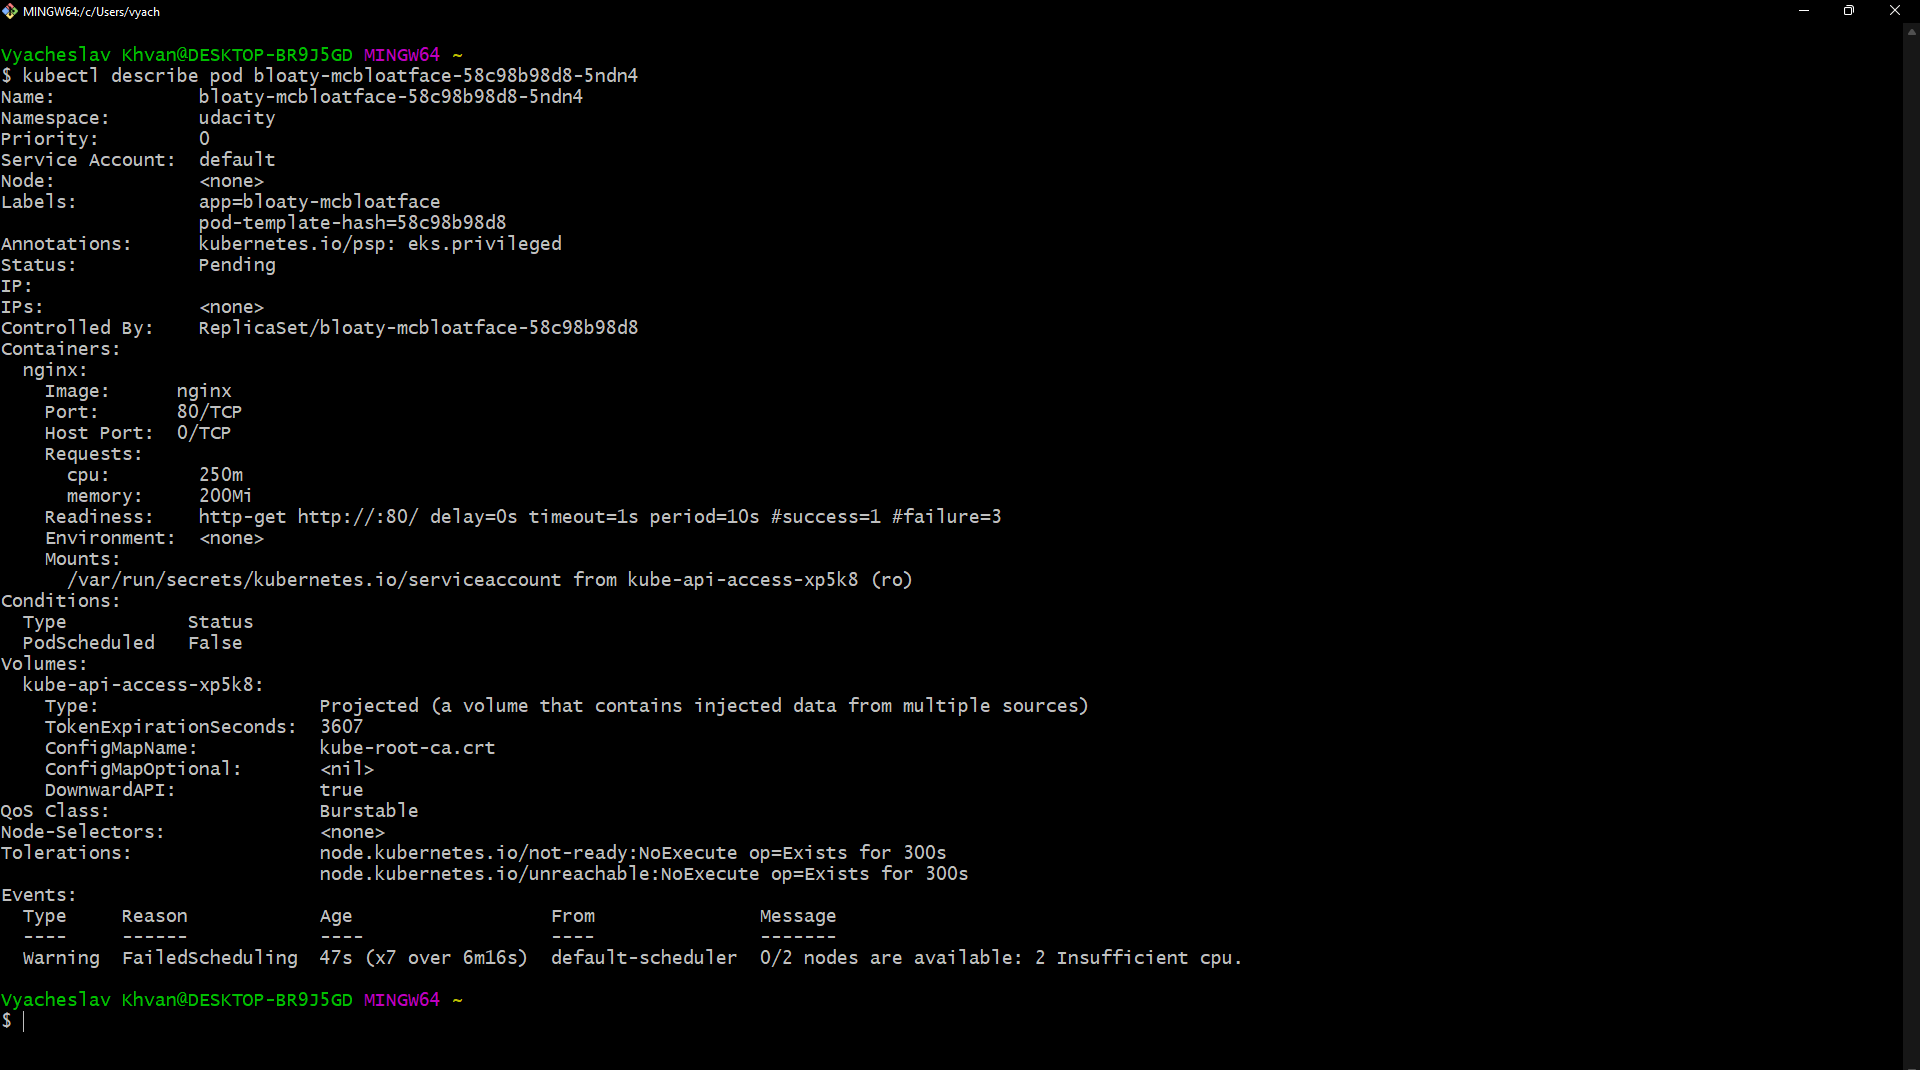 MINGW64:/c/Users/vyach
Vyacheslav Khvan@DESKTOP-BR9J5GD MINGW64 ~
$ kubectl describe pod bloaty-mcbloatface-58c98b98d8-5ndn4
Name:             bloaty-mcbloatface-58c98b98d8-5ndn4
Namespace:        udacity
Priority:         0
Service Account:  default
Node:             <none>
Labels:           app=bloaty-mcbloatface
                  pod-template-hash=58c98b98d8
Annotations:      kubernetes.io/psp: eks.privileged
Status:           Pending
IP:
IPs:              <none>
Controlled By:    ReplicaSet/bloaty-mcbloatface-58c98b98d8
Containers:
  nginx:
    Image:      nginx
    Port:       80/TCP
    Host Port:  0/TCP
    Requests:
      cpu:        250m
      memory:     200Mi
    Readiness:    http-get http://:80/ delay=0s timeout=1s period=10s #success=1 #failure=3
    Environment:  <none>
    Mounts:
      /var/run/secrets/kubernetes.io/serviceaccount from kube-api-access-xp5k8 (ro)
Conditions:
  Type           Status
  PodScheduled   False
Volumes:
  kube-api-access-xp5k8:
    Type:                    Projected (a volume that contains injected data from multiple sources)
    TokenExpirationSeconds:  3607
    ConfigMapName:           kube-root-ca.crt
    ConfigMapOptional:       <nil>
    DownwardAPI:             true
QoS Class:                   Burstable
Node-Selectors:              <none>
Tolerations:                 node.kubernetes.io/not-ready:NoExecute op=Exists for 300s
                             node.kubernetes.io/unreachable:NoExecute op=Exists for 300s
Events:
  Type     Reason            Age                  From               Message
  ----     ------            ----                 ----               -------
  Warning  FailedScheduling  47s (x7 over 6m16s)  default-scheduler  0/2 nodes are available: 2 Insufficient cpu.
Vyacheslav Khvan@DESKTOP-BR9J5GD MINGW64 ~
$